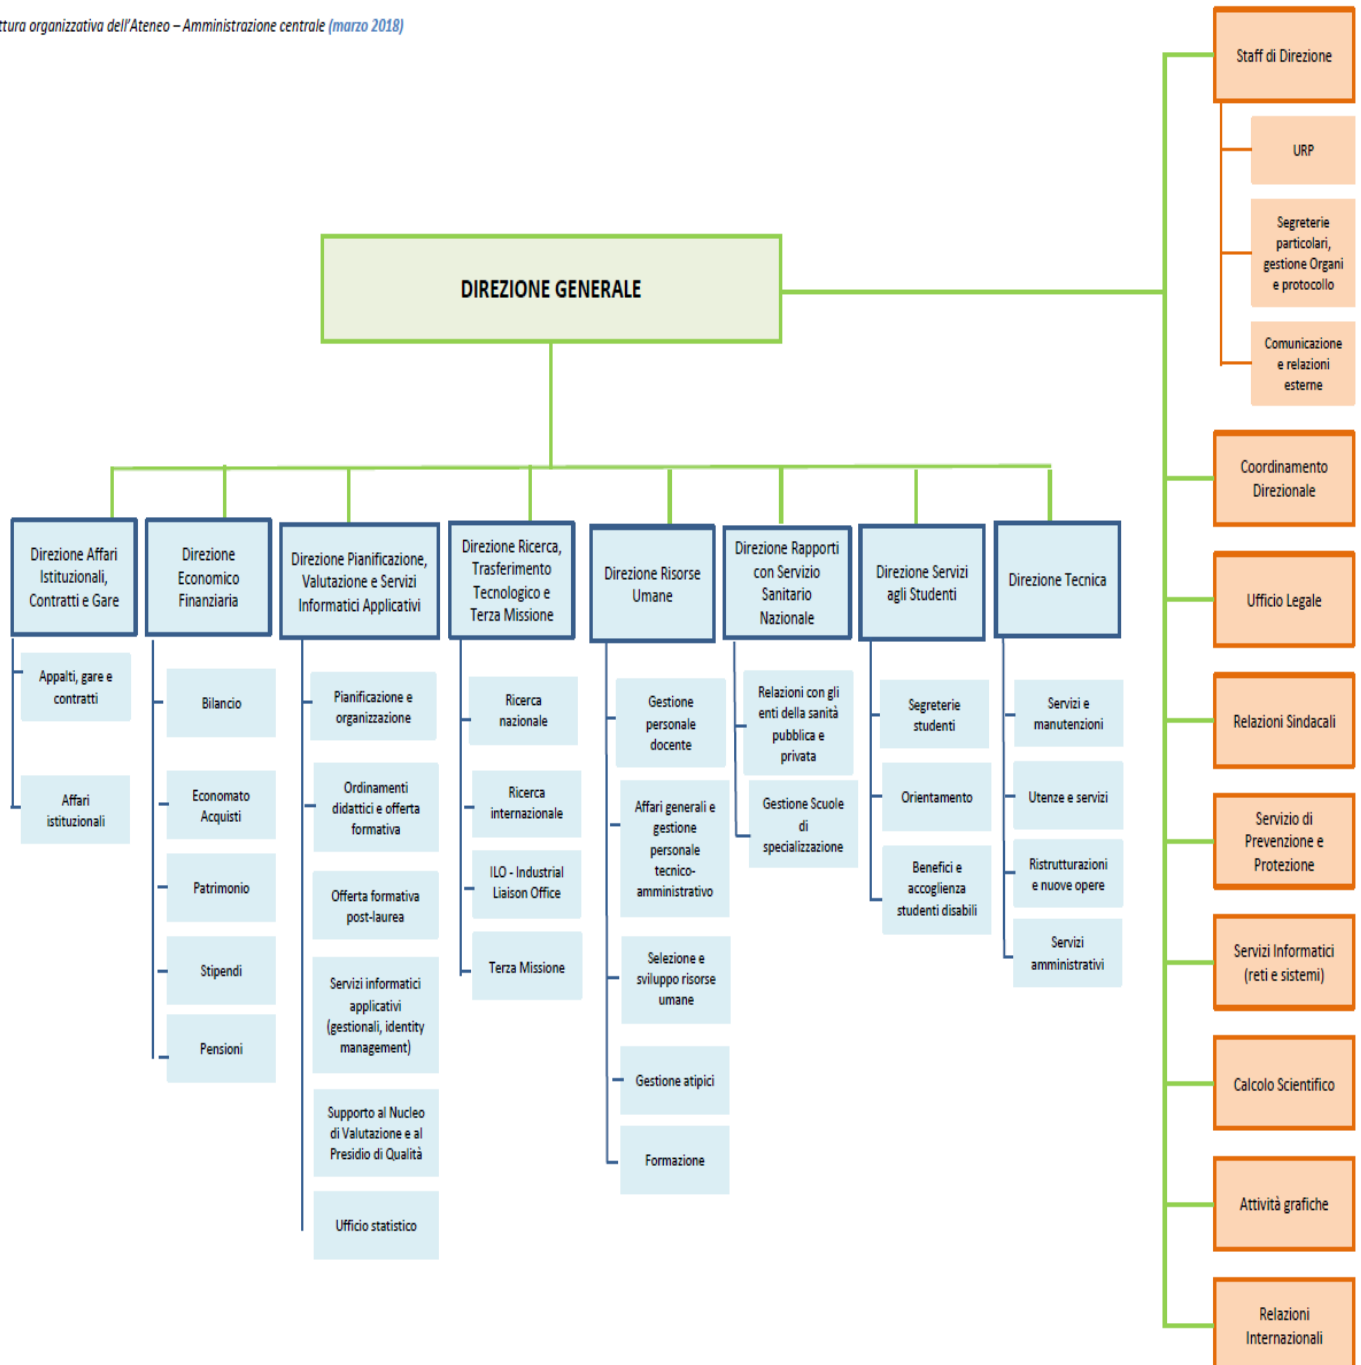 ttura organizzativa dell'Ateneo – Amministrazione centrale (marzo 2018)
Staff di Direzione
URP
Segreterie
particolari,
gestione Organi
e protocollo
Comunicazione
e relazioni
esterne
DIREZIONE GENERALE
Coordinamento
Direzionale
Ufficio Legale
Relazioni Sindacali
Servizio di
Prevenzione e
Protezione
Servizi Informatici
(reti e sistemi)
Calcolo Scientifico
Attività grafiche
Relazioni
Internazionali
Direzione Affari
Istituzionali,
Contratti e Gare
Appalti, gare e
contratti
Affari
istituzionali
Direzione
Economico
Finanziaria
Bilancio
Economato
Acquisti
Patrimonio
Stipendi
Pensioni
Direzione Pianificazione,
Valutazione e Servizi
Informatici Applicativi
Pianificazione e
organizzazione
Ordinamenti
didattici e offerta
formativa
Offerta formativa
post-laurea
Servizi informatici
applicativi
(gestionali, identity
management)
Supporto al Nucleo
di Valutazione e al
Presidio di Qualità
Ufficio statistico
Direzione Ricerca,
Trasferimento
Tecnologico e
Terza Missione
Ricerca
nazionale
Ricerca
internazionale
ILO - Industrial
Liaison Office
Terza Missione
Direzione Risorse
Umane
Gestione
personale
docente
Affari generali e
gestione
personale
tecnico-
amministrativo
Selezione e
sviluppo risorse
umane
Gestione atipici
Formazione
Direzione Rapporti
con Servizio
Sanitario
Nazionale
Relazioni con gli
enti della sanità
pubblica e
privata
Gestione Scuole
di
specializzazione
Direzione Servizi
agli Studenti
Segreterie
studenti
Orientamento
Benefici e
accoglienza
studenti disabili
Direzione Tecnica
Servizi e
manutenzioni
Utenze e servizi
Ristrutturazioni
e nuove opere
Servizi
amministrativi